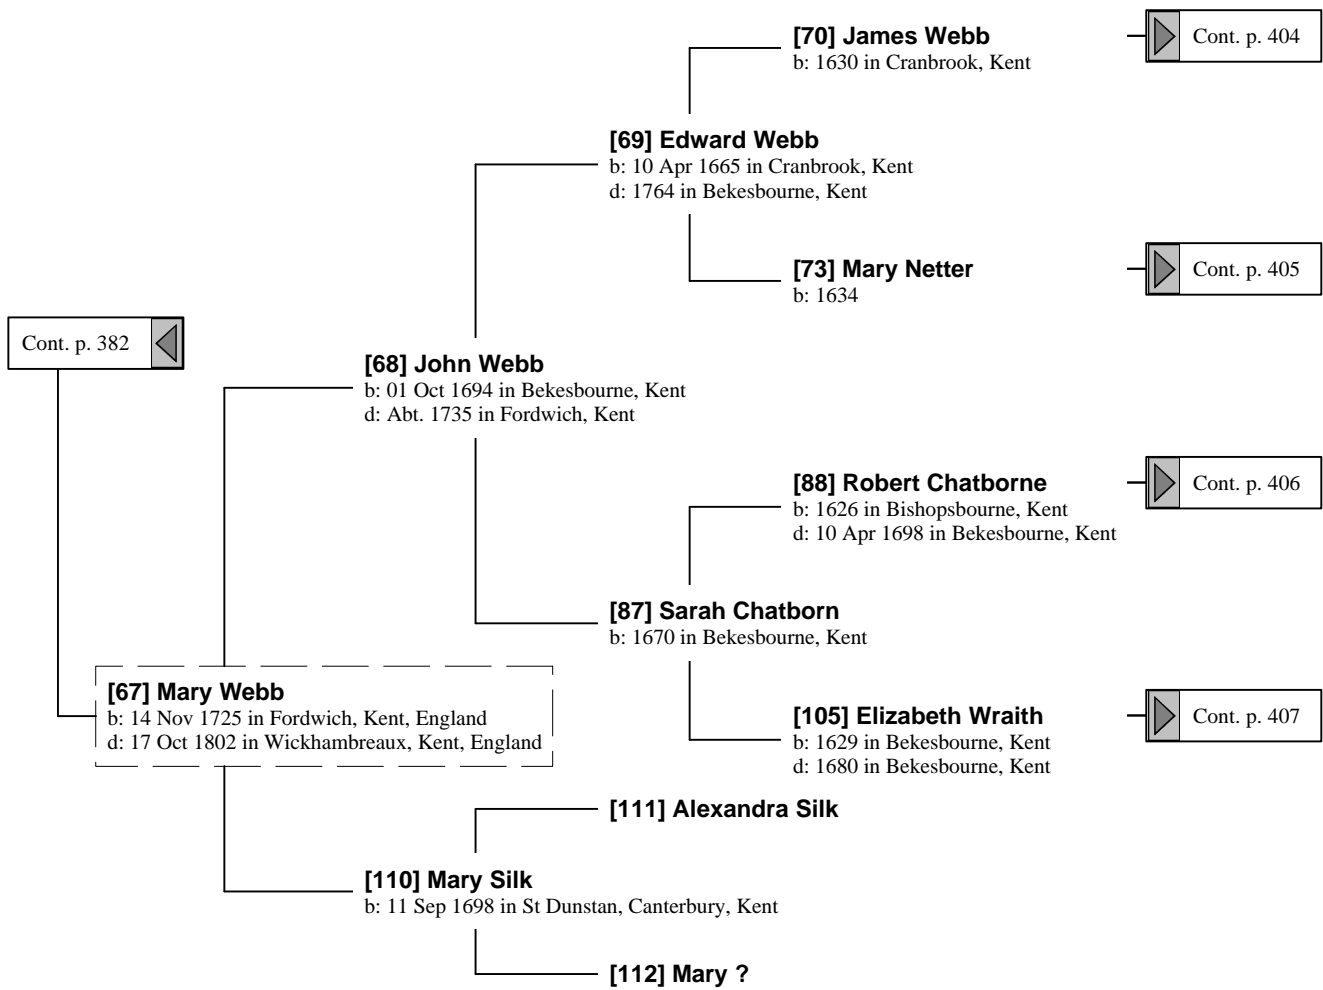 [70] James Webb
b: 1630 in Cranbrook, Kent
Cont. p. 404
[69] Edward Webb
b: 10 Apr 1665 in Cranbrook, Kent
d: 1764 in Bekesbourne, Kent
[73] Mary Netter
b: 1634
Cont. p. 405
Cont. p. 382
[68] John Webb
b: 01 Oct 1694 in Bekesbourne, Kent
d: Abt. 1735 in Fordwich, Kent
[88] Robert Chatborne
b: 1626 in Bishopsbourne, Kent
d: 10 Apr 1698 in Bekesbourne, Kent
Cont. p. 406
[87] Sarah Chatborn
b: 1670 in Bekesbourne, Kent
[67] Mary Webb
b: 14 Nov 1725 in Fordwich, Kent, England
d: 17 Oct 1802 in Wickhambreaux, Kent, England
[105] Elizabeth Wraith
b: 1629 in Bekesbourne, Kent
d: 1680 in Bekesbourne, Kent
Cont. p. 407
[111] Alexandra Silk
[110] Mary Silk
b: 11 Sep 1698 in St Dunstan, Canterbury, Kent
[112] Mary ?